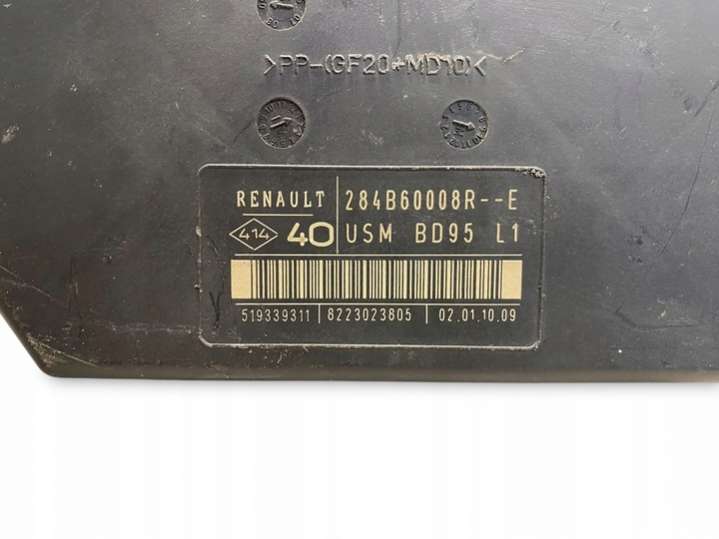 >PP-(GF20+MD10)<
RENAULT 284B60008R--E
414 40 USM BD95 L1
519339311 8223023805 02.01.10.09